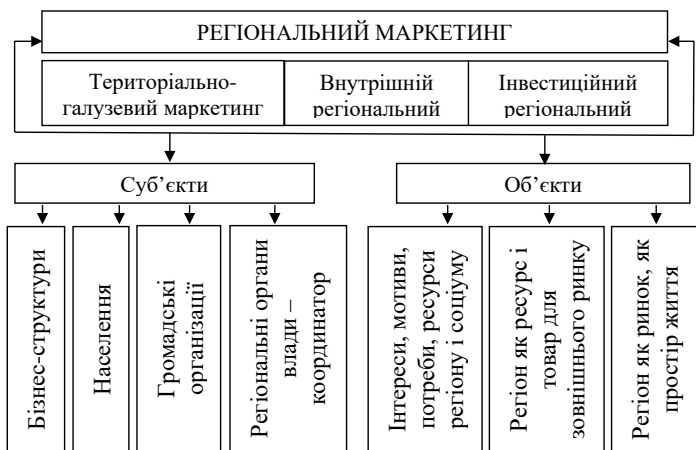 РЕГІОНАЛЬНИЙ МАРКЕТИНГ
Територіально-
галузевий маркетинг
Внутрішній
регіональний
Інвестиційний
регіональний
Суб’єкти
Об’єкти
Бізнес-структури
Населення
Громадські
організації
Регіональні органи
влади –
координатор
Інтереси, мотиви,
потреби, ресурси
регіону і соціуму
Регіон як ресурс і
товар для
зовнішнього ринку
Регіон як ринок, як
простір життя